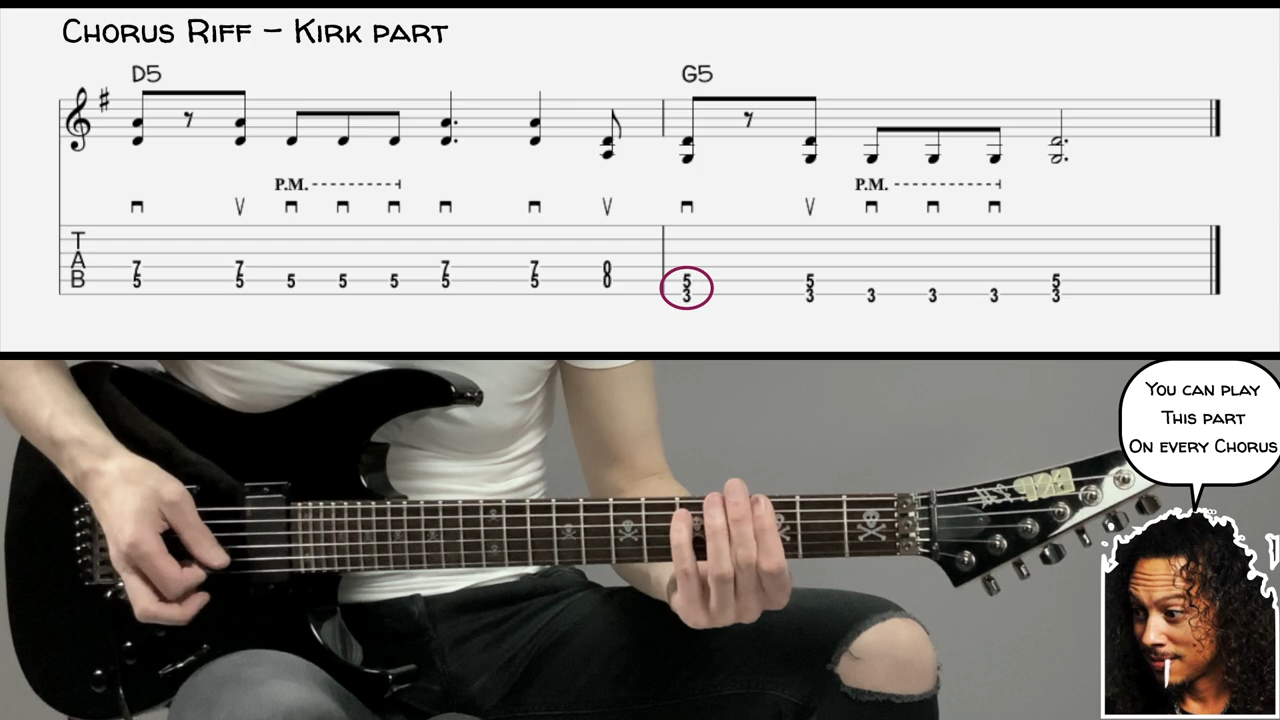 Chorus Riff - Kirk part
D5 G5
P.M. P.M.
T
A
B
7 7 7 7 0
5 5 5 5 5 5 5 0 5 5 5
3 3 3 3 3 3
You can play
This part
On every Chorus